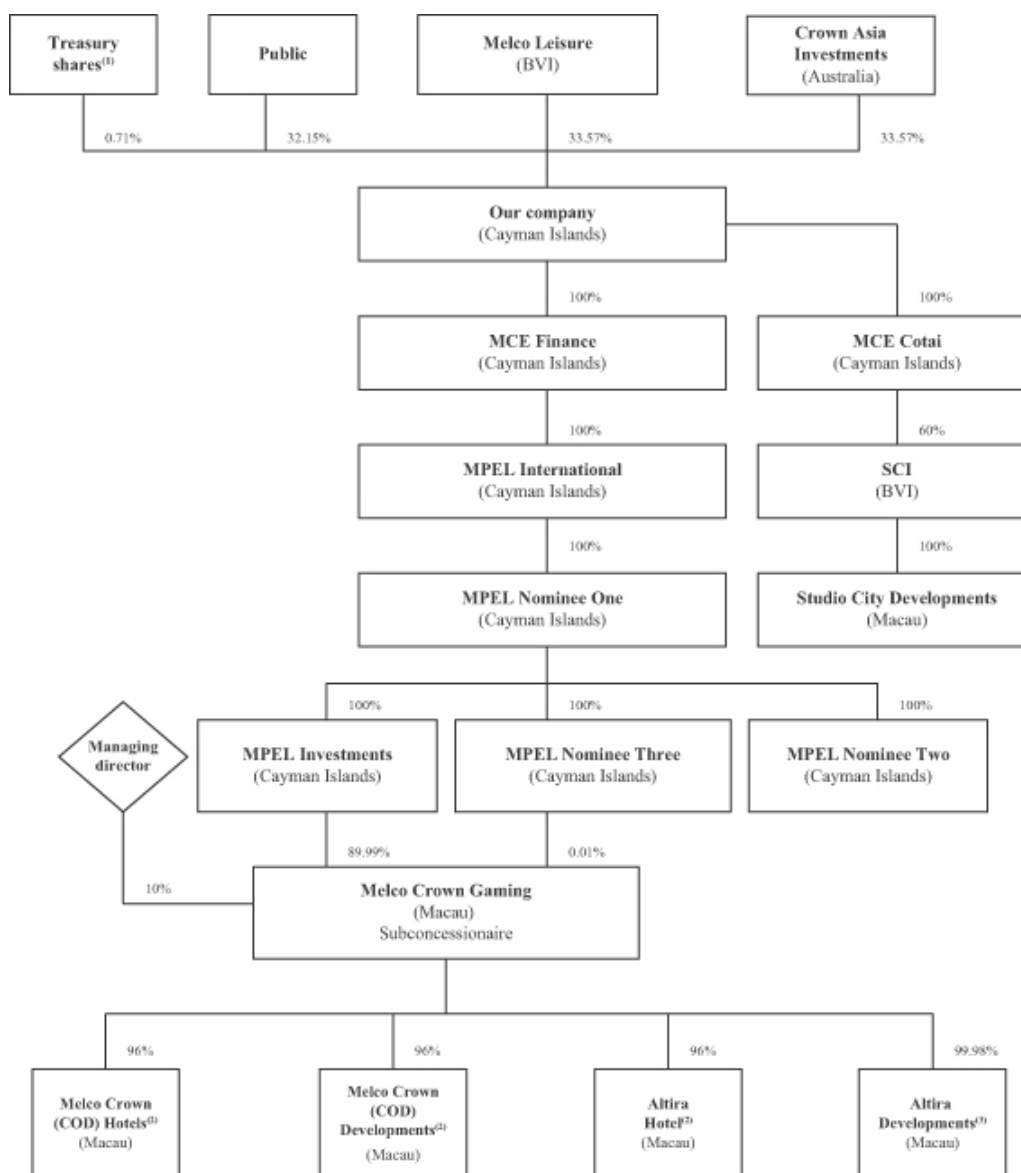 Treasury
shares(1)
Public
Melco Leisure
(BVI)
Crown Asia
Investments
(Australia)
0.71%
32.15%
33.57%
33.57%
Our company
(Cayman Islands)
100%
100%
MCE Finance
(Cayman Islands)
MCE Cotai
(Cayman Islands)
100%
60%
MPEL International
(Cayman Islands)
SCI
(BVI)
100%
100%
MPEL Nominee One
(Cayman Islands)
Studio City Developments
(Macau)
100%
100%
100%
Managing
director
MPEL Investments
(Cayman Islands)
MPEL Nominee Three
(Cayman Islands)
MPEL Nominee Two
(Cayman Islands)
89.99%
0.01%
10%
Melco Crown Gaming
(Macau)
Subconcessionaire
96%
96%
96%
99.98%
Melco Crown
(COD) Hotels(2)
(Macau)
Melco Crown
(COD)
Developments(2)
(Macau)
Altira
Hotel(2)
(Macau)
Altira
Developments(3)
(Macau)